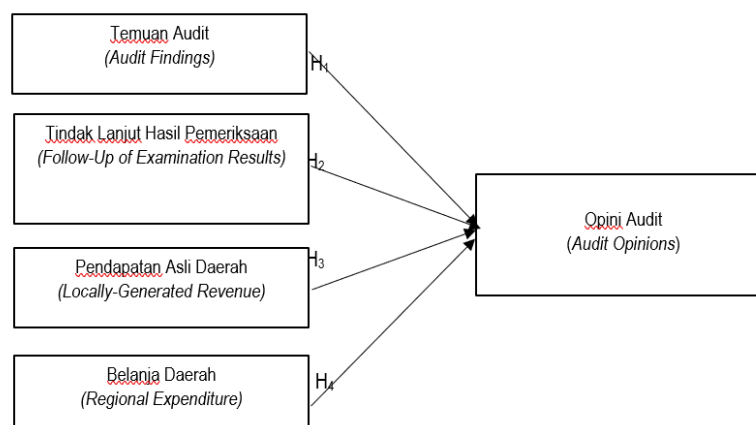 Temuan Audit
(Audit Findings)
H1
Tindak Lanjut Hasil Pemeriksaan
(Follow-Up of Examination Results)
H2
Opini Audit
(Audit Opinions)
Pendapatan Asli Daerah
(Locally-Generated Revenue)
H3
Belanja Daerah
(Regional Expenditure)
H4